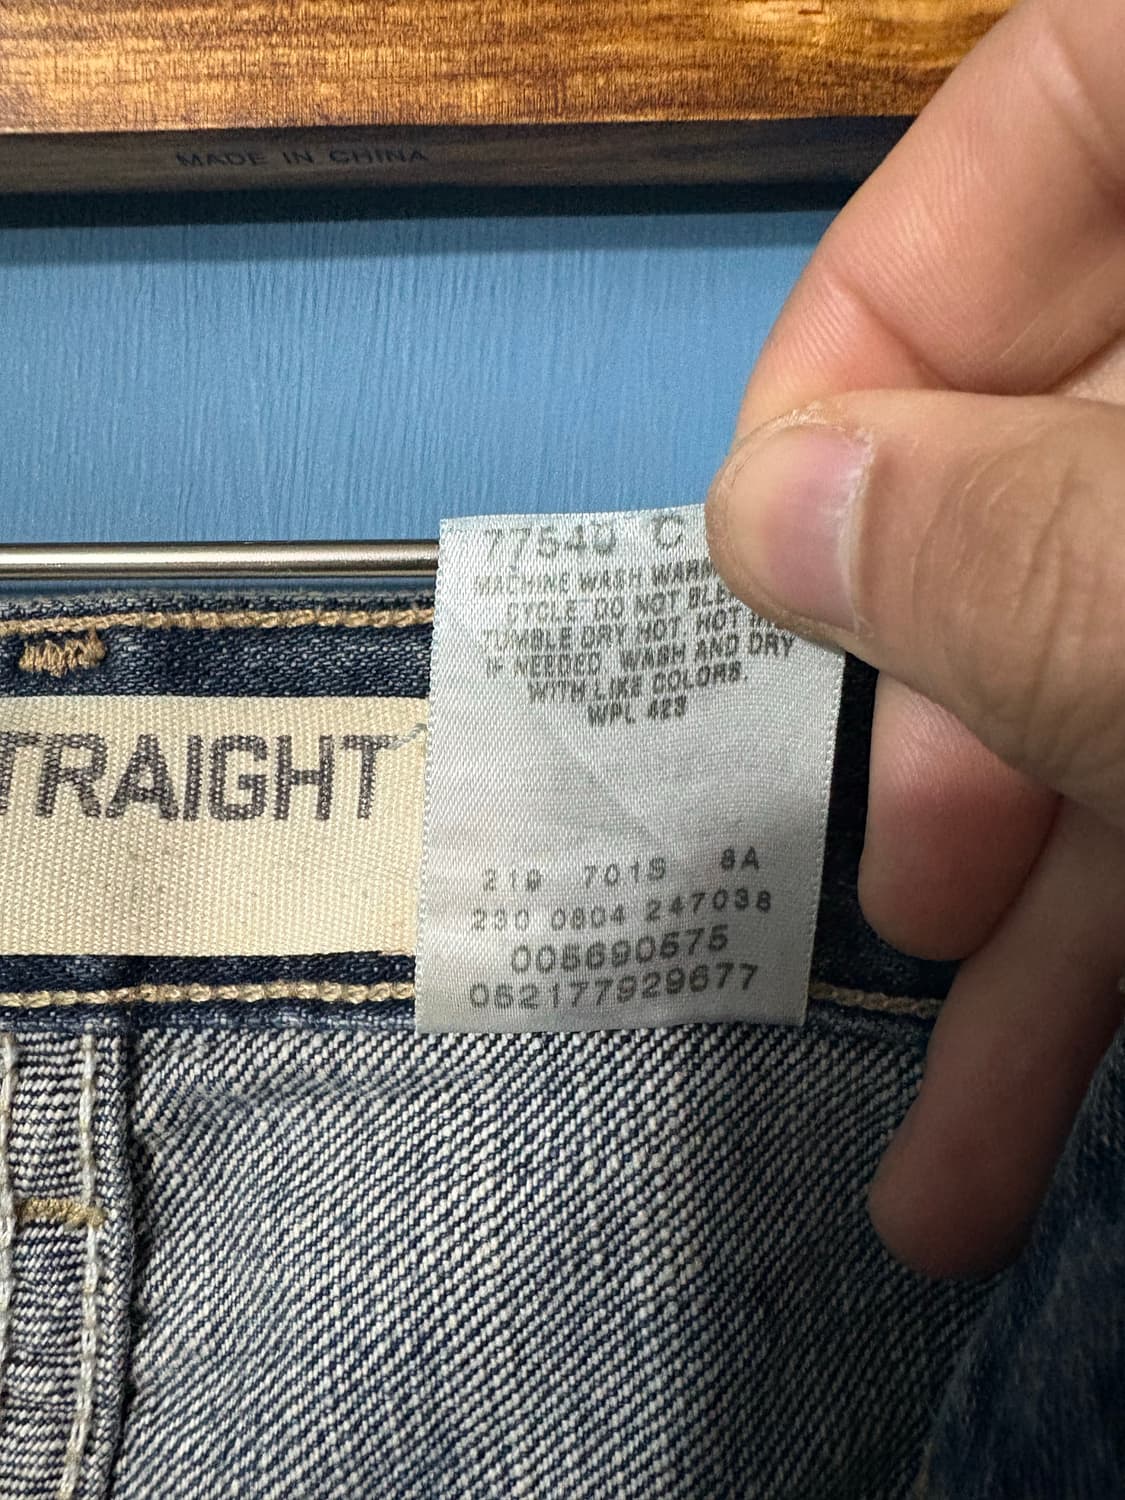 MADE IN CHINA
77540 C
MACHINE WASH WARM
CYCLE DO NOT
TUMBLE DRY HOT. HOT
IF NEEDED. WASH AND DRY
WITH LIKE COLORS.
WPL 423
TRAIGHT
219 701S 8A
230 0804 247038
005690575
052177929677